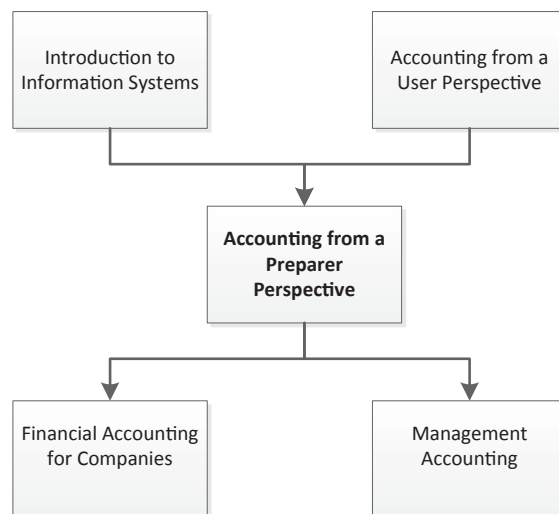 Introduction to
Information Systems
Accounting from a
User Perspective
Accounting from a
Preparer
Perspective
Financial Accounting
for Companies
Management
Accounting